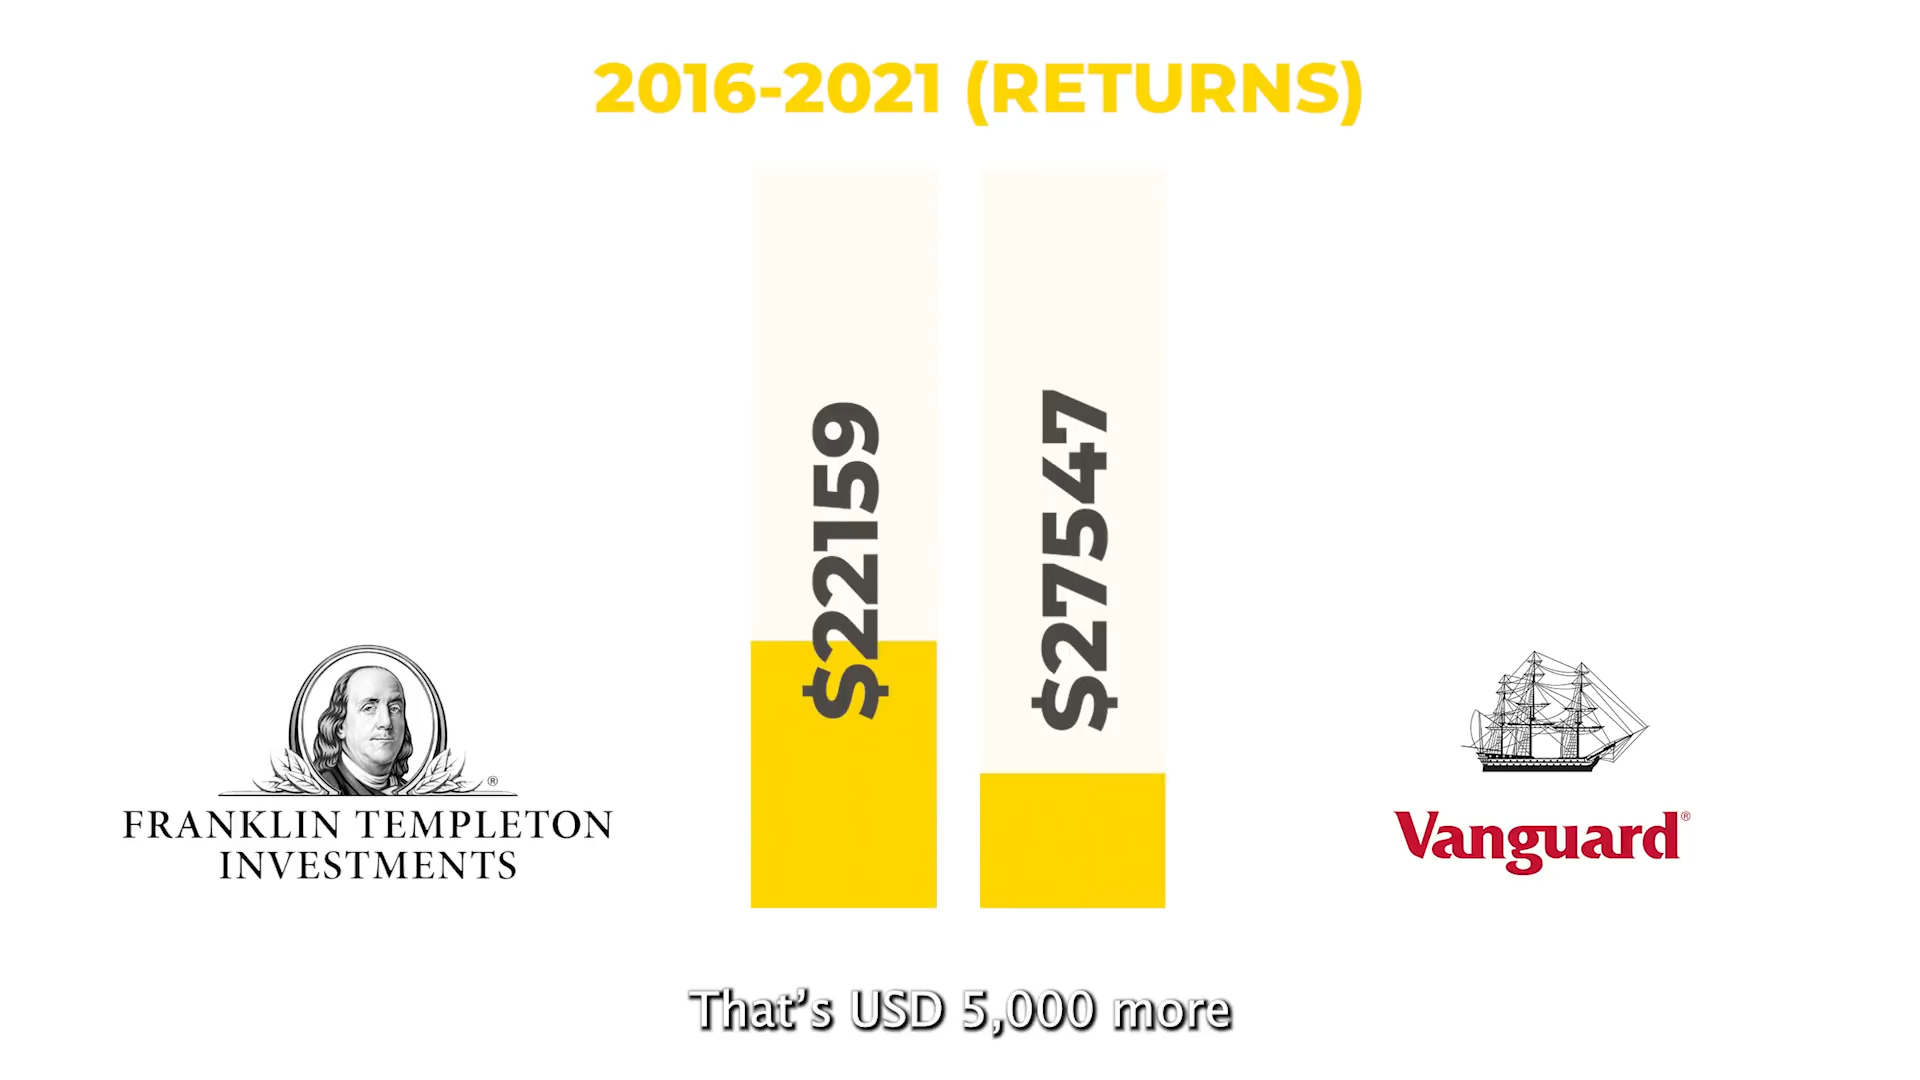 2016-2021 (RETURNS)
$22159
$27547
®
FRANKLIN TEMPLETON
INVESTMENTS
Vanguard®
That's USD 5,000 more